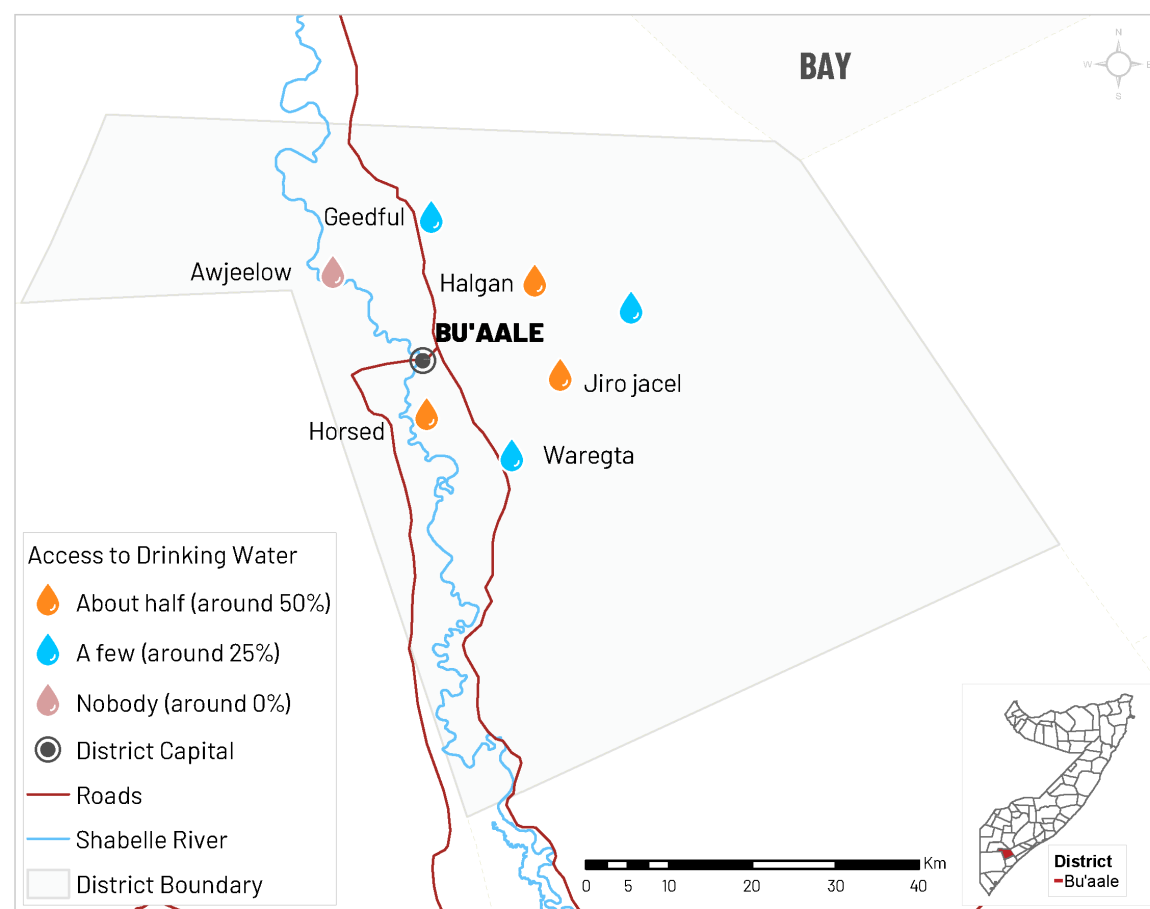 BAY
N
W
E
S
Geedful
Awjeelow
Halgan
BU'AALE
Jiro jacel
Horsed
Waregta
Access to Drinking Water
About half (around 50%)
A few (around 25%)
Nobody (around 0%)
District Capital
Roads
Shabelle River
District Boundary
Km
0 5 10 20 30 40
District
Bu'aale